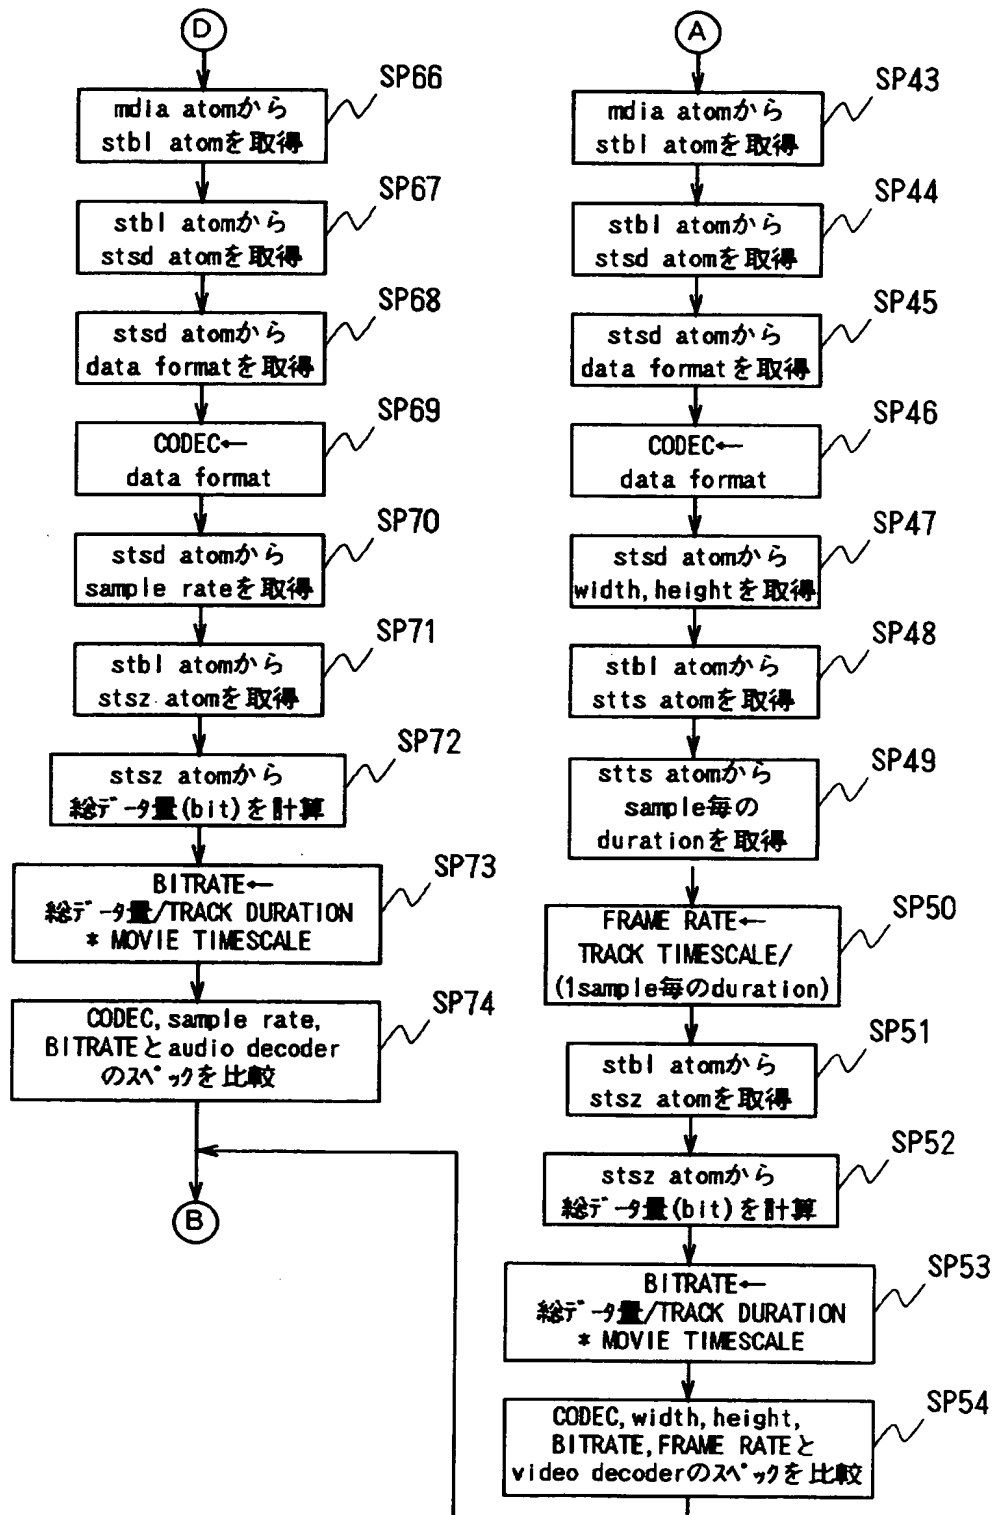 D
SP66
mdia atomから
stbl atomを取得
SP67
stbl atomから
stsd atomを取得
SP68
stsd atomから
data formatを取得
SP69
CODEC←
data format
SP70
stsd atomから
sample rateを取得
SP71
stbl atomから
stsz atomを取得
SP72
stsz atomから
総データ量(bit)を計算
SP73
BITRATE←
総データ量/TRACK DURATION
* MOVIE TIMESCALE
SP74
CODEC, sample rate,
BITRATEとaudio decoder
のスペックを比較
B
A
SP43
mdia atomから
stbl atomを取得
SP44
stbl atomから
stsd atomを取得
SP45
stsd atomから
data formatを取得
SP46
CODEC←
data format
SP47
stsd atomから
width, heightを取得
SP48
stbl atomから
stts atomを取得
SP49
stts atomから
sample毎の
durationを取得
SP50
FRAME RATE←
TRACK TIMESCALE/
(1sample毎のduration)
SP51
stbl atomから
stsz atomを取得
SP52
stsz atomから
総データ量(bit)を計算
SP53
BITRATE←
総データ量/TRACK DURATION
* MOVIE TIMESCALE
SP54
CODEC, width, height,
BITRATE, FRAME RATEと
video decoderのスペックを比較